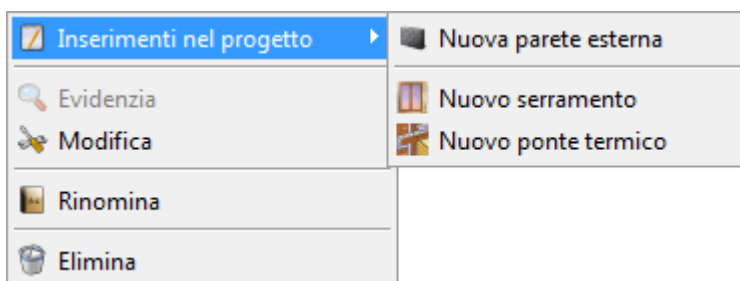 Inserimenti nel progetto
Evidenzia
Modifica
Rinomina
Elimina
Nuova parete esterna
Nuovo serramento
Nuovo ponte termico